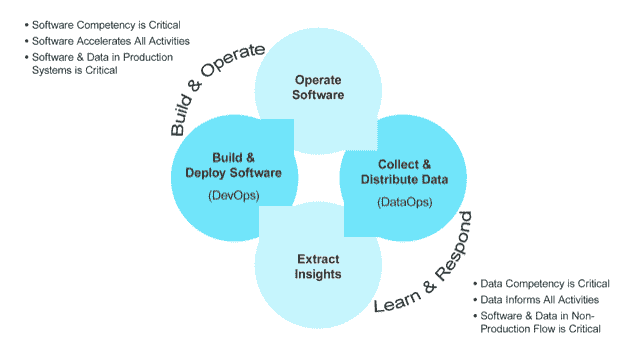 • Software Competency is Critical
• Software Accelerates All Activities
• Software & Data in Production
Systems is Critical
Build & Operate
Operate
Software
Build &
Deploy Software
(DevOps)
Collect &
Distribute Data
(DataOps)
Extract
Insights
Learn & Respond
• Data Competency is Critical
• Data Informs All Activities
• Software & Data in Non-
Production Flow is Critical